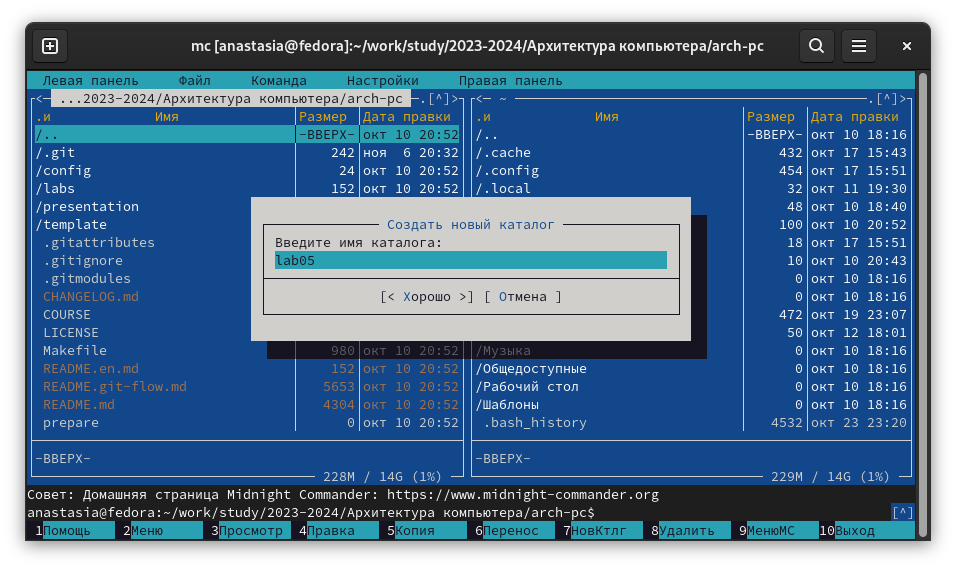 mc [anastasia@fedora]:~/work/study/2023-2024/Архитектура компьютера/arch-pc
Левая панель Файл Команда Настройки Правая панель
<— ...2023-2024/Архитектура компьютера/arch-pc .[^]> <— ~ .[^]>
.и Имя Размер Дата правки .и Имя Размер Дата правки
/.. -ВВЕРХ- окт 10 20:52 /.. -ВВЕРХ- окт 10 18:16
/.git 242 ноя 6 20:32 /.cache 432 окт 17 15:43
/config 24 окт 10 20:52 /.config 454 окт 17 15:51
/labs 152 окт 10 20:52 /.local 32 окт 11 19:30
/presentation 48 окт 10 18:40
/template 100 окт 10 20:52
.gitattributes 18 окт 17 15:51
.gitignore 10 окт 10 20:43
.gitmodules 0 окт 10 18:16
CHANGELOG.md 0 окт 10 18:16
COURSE 472 окт 19 23:07
LICENSE 50 окт 12 18:01
Создать новый каталог
Введите имя каталога:
lab05
[< Хорошо >] [ Отмена ]
Makefile 980 окт 10 20:52 /Музыка 0 окт 10 18:16
README.en.md 152 окт 10 20:52 /Общедоступные 0 окт 10 18:16
README.git-flow.md 5653 окт 10 20:52 /Рабочий стол 0 окт 10 18:16
README.md 4304 окт 10 20:52 /Шаблоны 0 окт 10 18:16
prepare 0 окт 10 20:52 .bash_history 4532 окт 23 23:20
-ВВЕРХ- -ВВЕРХ-
228M / 14G (1%) 229M / 14G (1%)
Совет: Домашняя страница Midnight Commander: https://www.midnight-commander.org
anastasia@fedora:~/work/study/2023-2024/Архитектура компьютера/arch-pc$ [^]
1Помощь 2Меню 3Просмотр 4Правка 5Копия 6Перенос 7НовКтлг 8Удалить 9МенюМС 10Выход